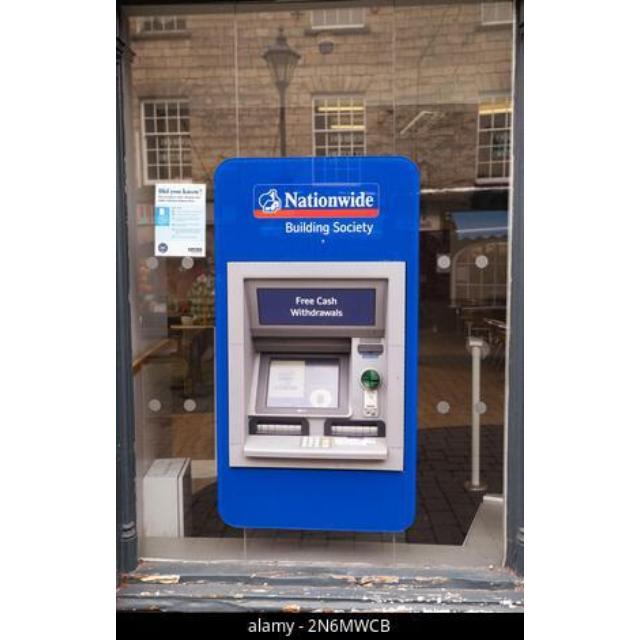 Did you know?
Nationwide
Building Society
Free Cash
Withdrawals
alamy - 2N6MWCB